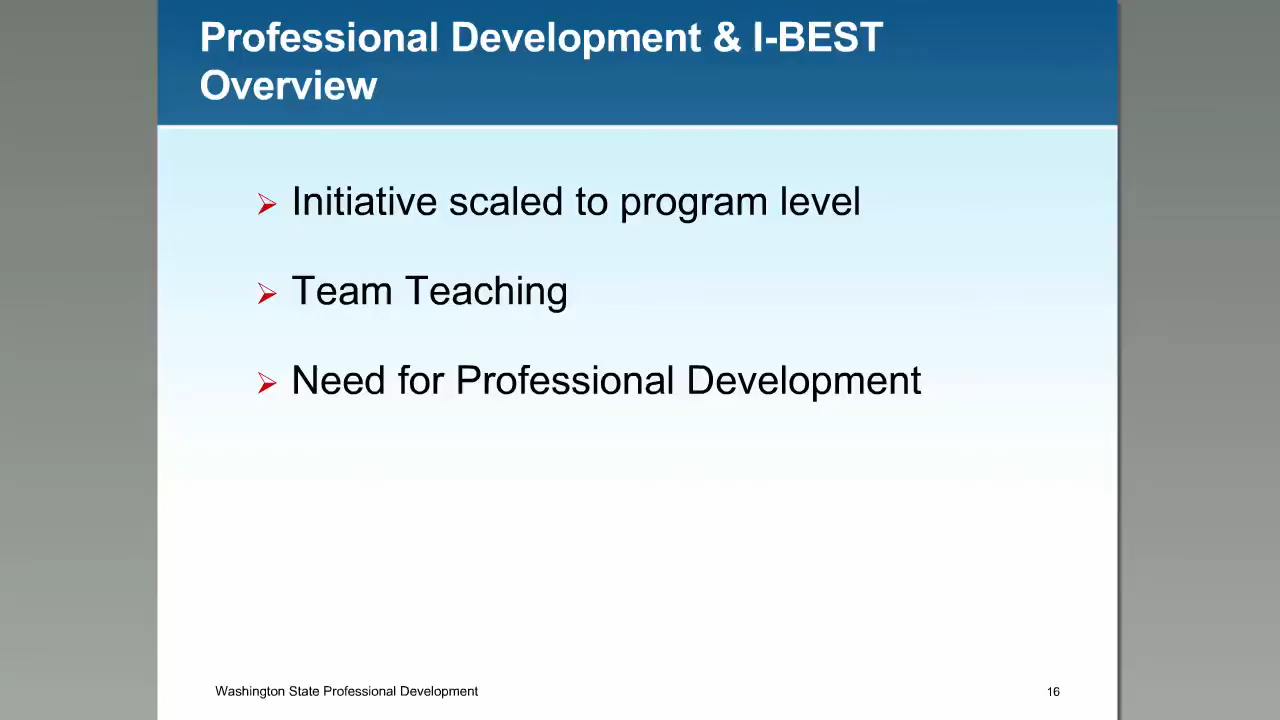 Professional Development & I-BEST
Overview
Initiative scaled to program level
Team Teaching
Need for Professional Development
Washington State Professional Development
16